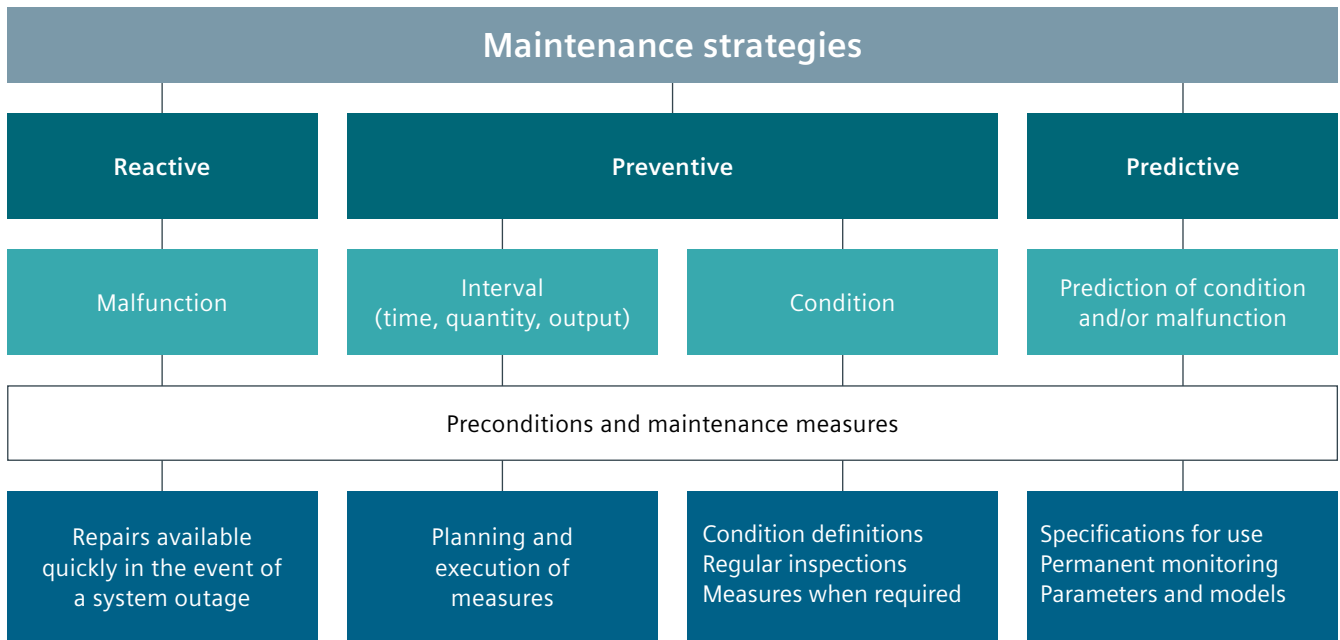 Maintenance strategies
Reactive
Preventive
Predictive
Malfunction
Interval
(time, quantity, output)
Condition
Prediction of condition
and/or malfunction
Preconditions and maintenance measures
Repairs available
quickly in the event of
a system outage
Planning and
execution of
measures
Condition definitions
Regular inspections
Measures when required
Specifications for use
Permanent monitoring
Parameters and models